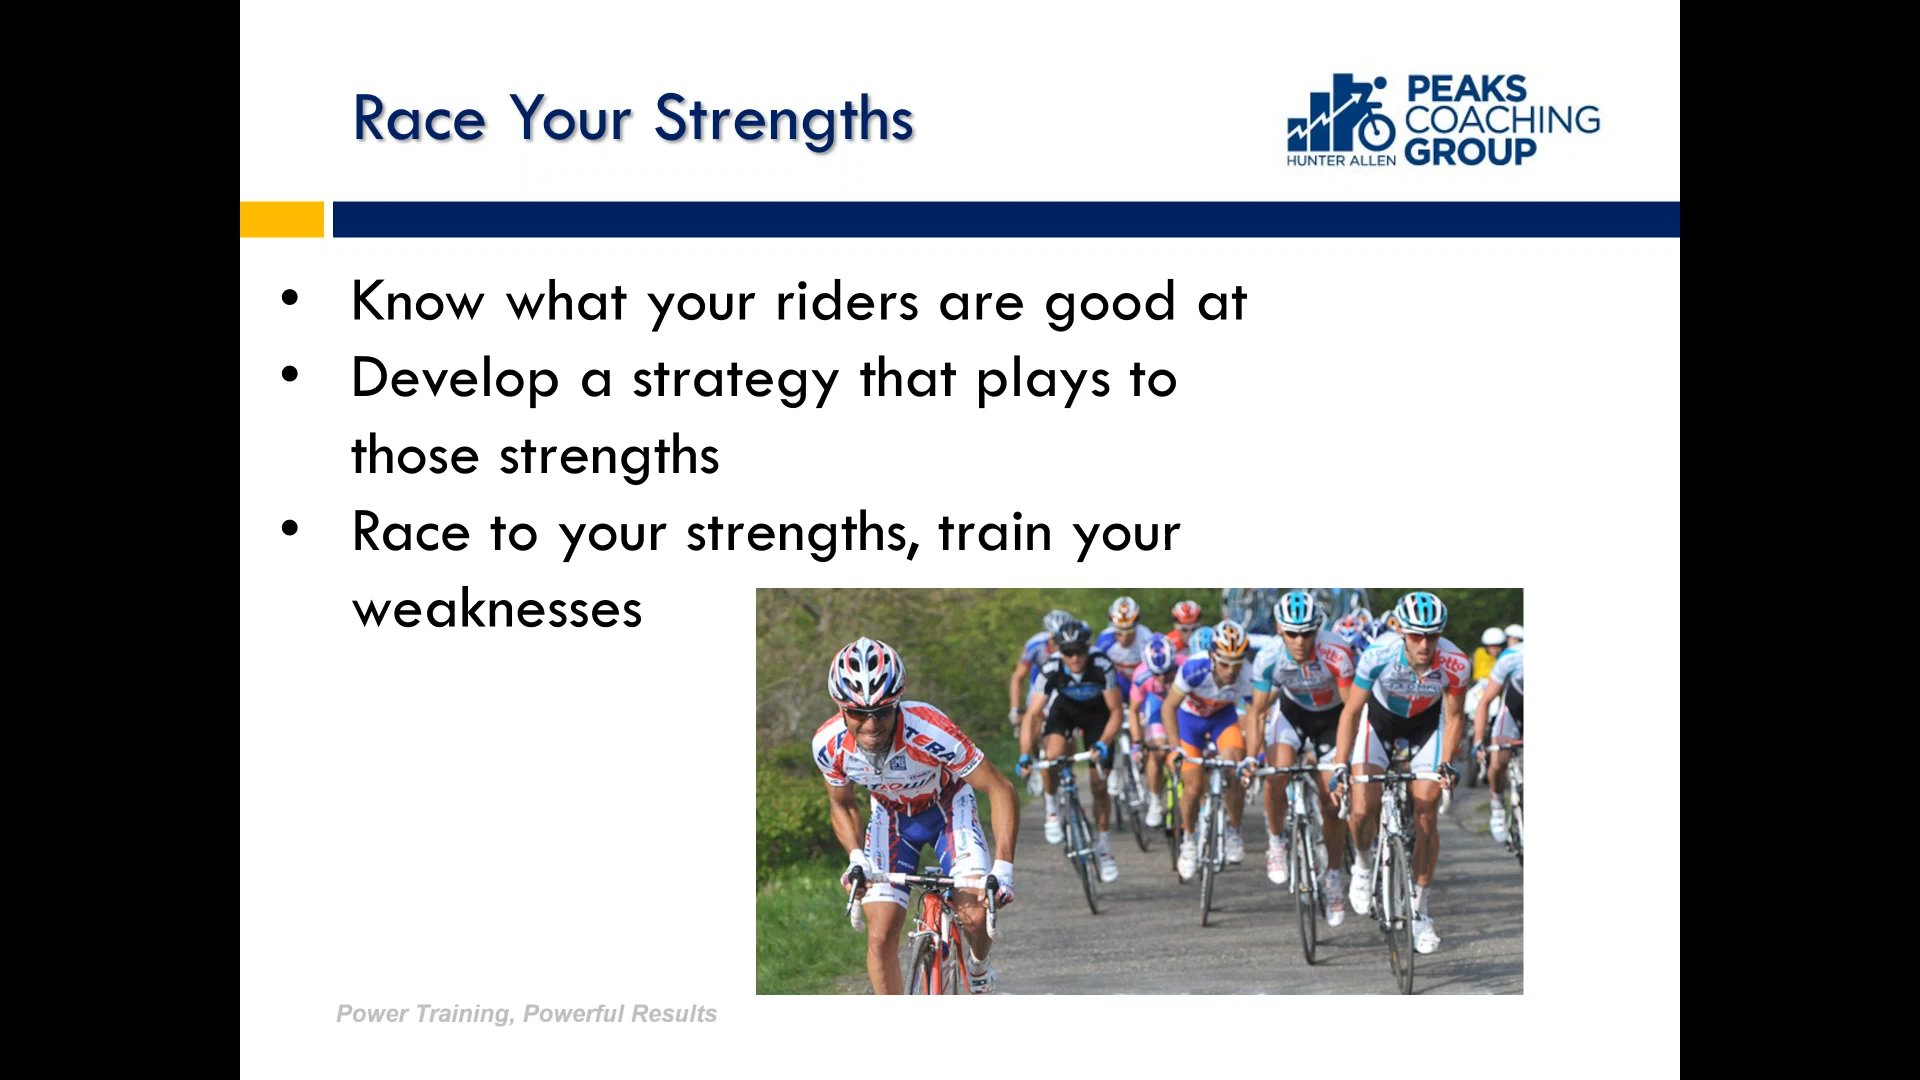 Race Your Strengths
PEAKS
COACHING
HUNTER ALLEN GROUP
• Know what your riders are good at
• Develop a strategy that plays to
those strengths
• Race to your strengths, train your
weaknesses
Power Training, Powerful Results